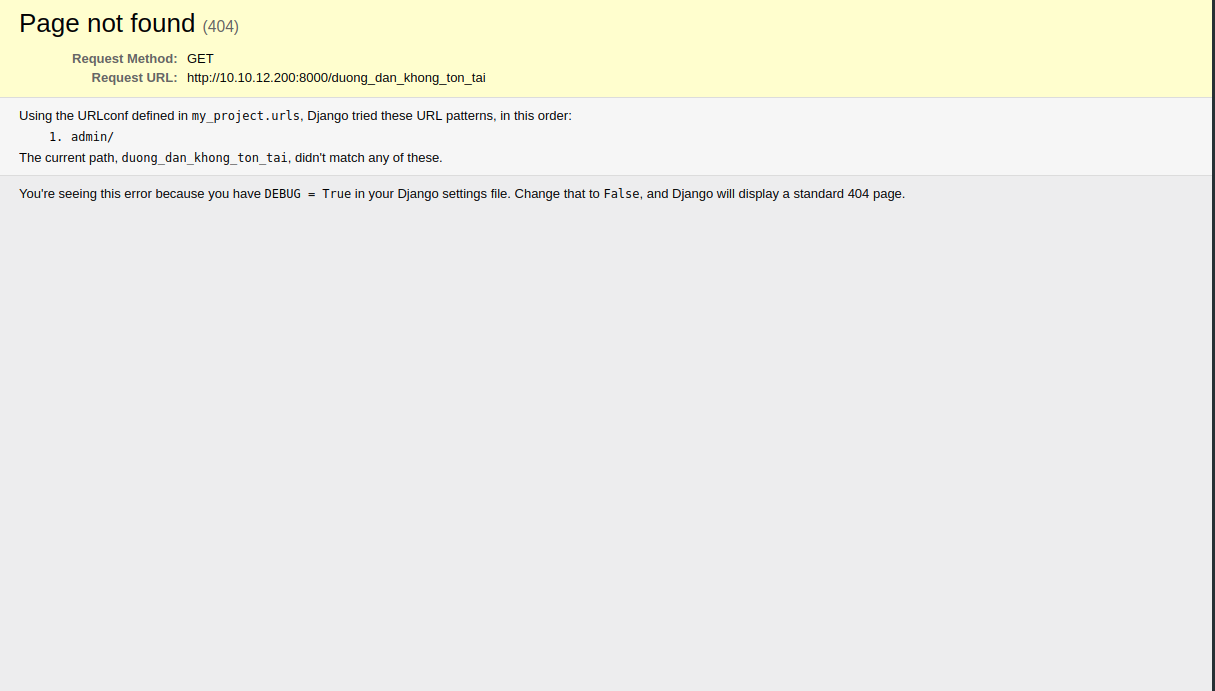 Page not found (404)
Request Method: GET
Request URL: http://10.10.12.200:8000/duong_dan_khong_ton_tai
Using the URLconf defined in my_project.urls, Django tried these URL patterns, in this order:
1. admin/
The current path, duong_dan_khong_ton_tai, didn't match any of these.
You're seeing this error because you have DEBUG = True in your Django settings file. Change that to False, and Django will display a standard 404 page.